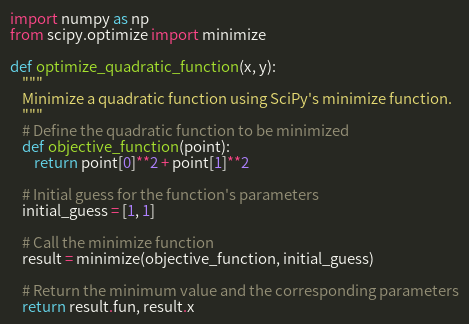 import numpy as np
from scipy.optimize import minimize

def optimize_quadratic_function(x, y):
    """
    Minimize a quadratic function using SciPy's minimize function.
    """
    # Define the quadratic function to be minimized
    def objective_function(point):
        return point[0]**2 + point[1]**2

    # Initial guess for the function's parameters
    initial_guess = [1, 1]

    # Call the minimize function
    result = minimize(objective_function, initial_guess)

    # Return the minimum value and the corresponding parameters
    return result.fun, result.x